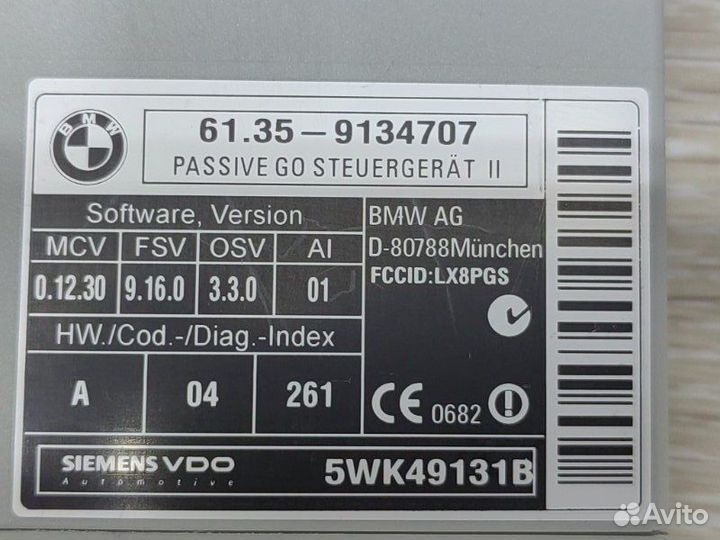 BMW
61.35-9134707
PASSIVE GO STEUERGERÄT II
Software, Version
MCV FSV OSV AI
0.12.30 9.16.0 3.3.0 01
HW./Cod.-/Diag.-Index
A 04 261
BMW AG
D-80788München
FCCID:LX8PGS
CE 0682
SIEMENS VDO
Automotive
5WK49131B
Avito